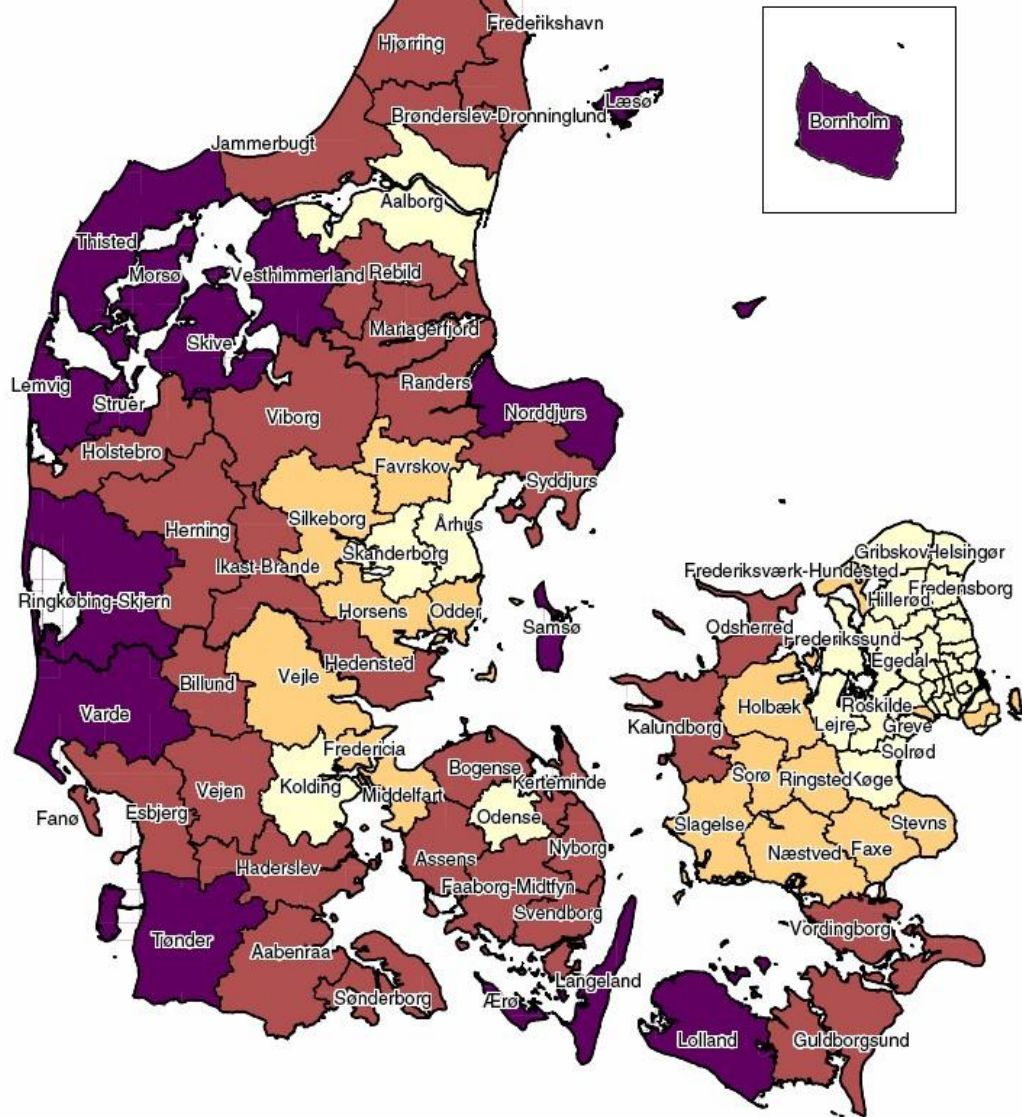 Frederikshavn
Hjørring
Læsø
Brønderslev-Dronninglund
Bornholm
Jammerbugt
Aalborg
Thisted
Morsø
Vesthimmerland
Rebild
Mariagerfjord
Skive
Lemvig
Randers
Struer
Viborg
Norddjurs
Holstebro
Favrskov
Syddjurs
Silkeborg
Århus
Herning
Skanderborg
Gribskov
Helsingør
Ikast-Brande
Frederiksværk-Hundested
Fredensborg
Ringkøbing-Skjern
Hillerød
Horsens
Odder
Samsø
Odsherred
Frederikssund
Hedensted
Egedal
Vejle
Billund
Varde
Holbæk
Roskilde
Kalundborg
Lejre
Greve
Fredericia
Solrød
Bogense
Sorø
Ringsted
Køge
Vejen
Kolding
Middelfart
Kerteminde
Fanø
Esbjerg
Odense
Slagelse
Stevns
Nyborg
Næstved
Faxe
Assens
Haderslev
Faaborg-Midtfyn
Svendborg
Vordingborg
Tønder
Aabenraa
Langeland
Sønderborg
Ærø
Lolland
Guldborgsund